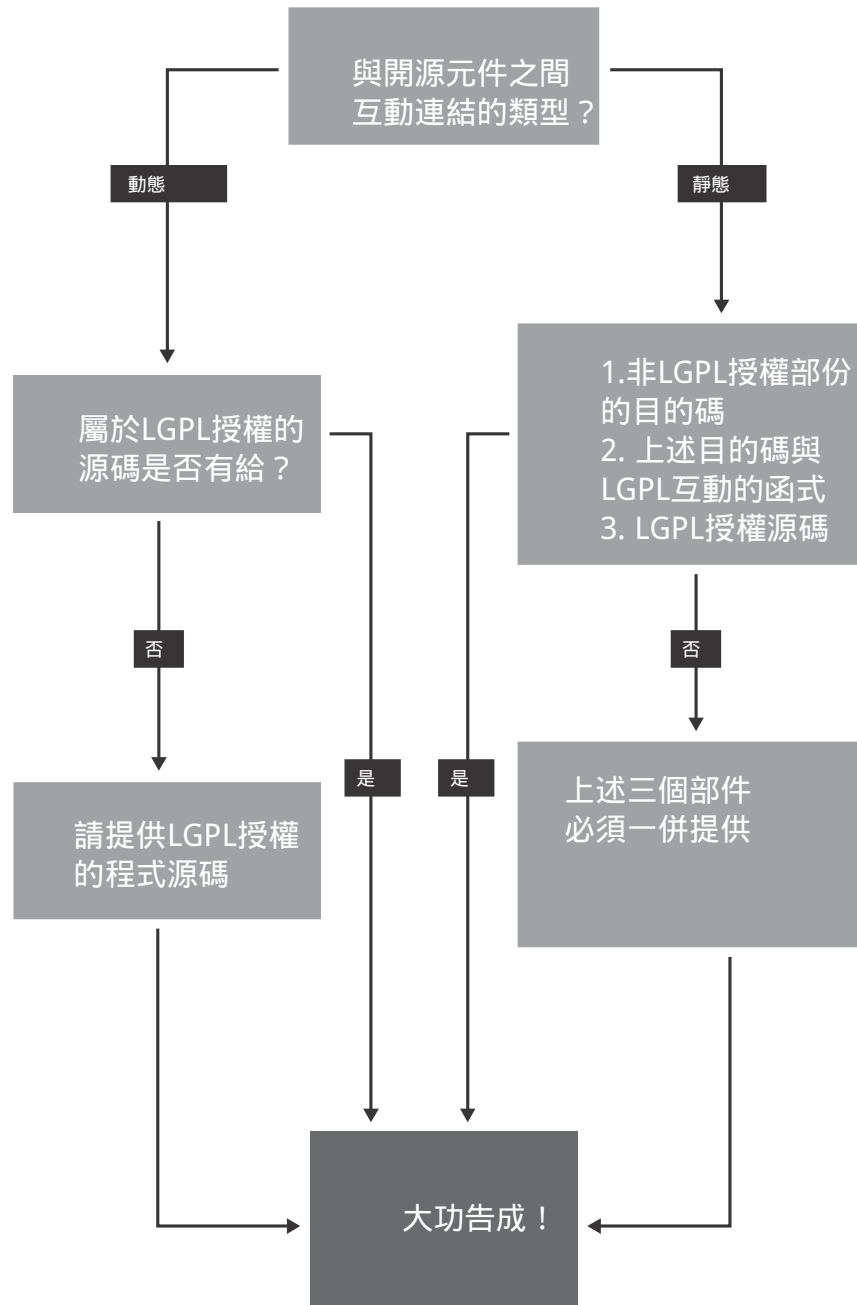 與開源元件之間
互動連結的類型？
動態
靜態
屬於LGPL授權的
源碼是否有給？
1.非LGPL授權部份
的目的碼
2. 上述目的碼與
LGPL互動的函式
3. LGPL授權源碼
否
否
是
是
請提供LGPL授權
的程式源碼
上述三個部件
必須一併提供
大功告成！